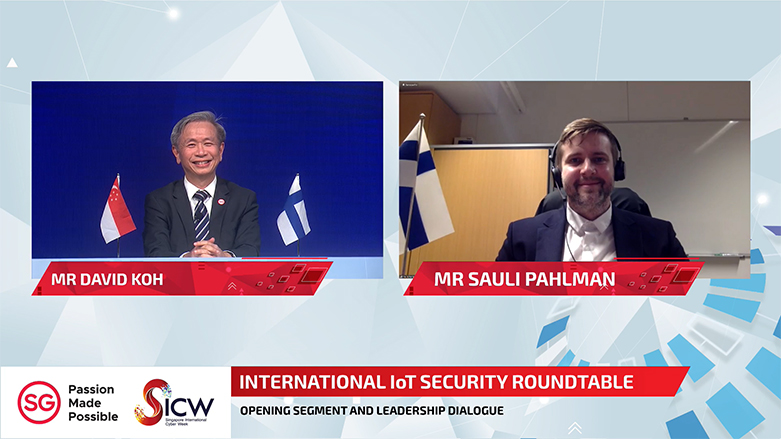 MR DAVID KOH
MR SAULI PAHLMAN
SG
Passion
Made
Possible
SICW
Singapore International
Cyber Week
INTERNATIONAL IoT SECURITY ROUNDTABLE
OPENING SEGMENT AND LEADERSHIP DIALOGUE